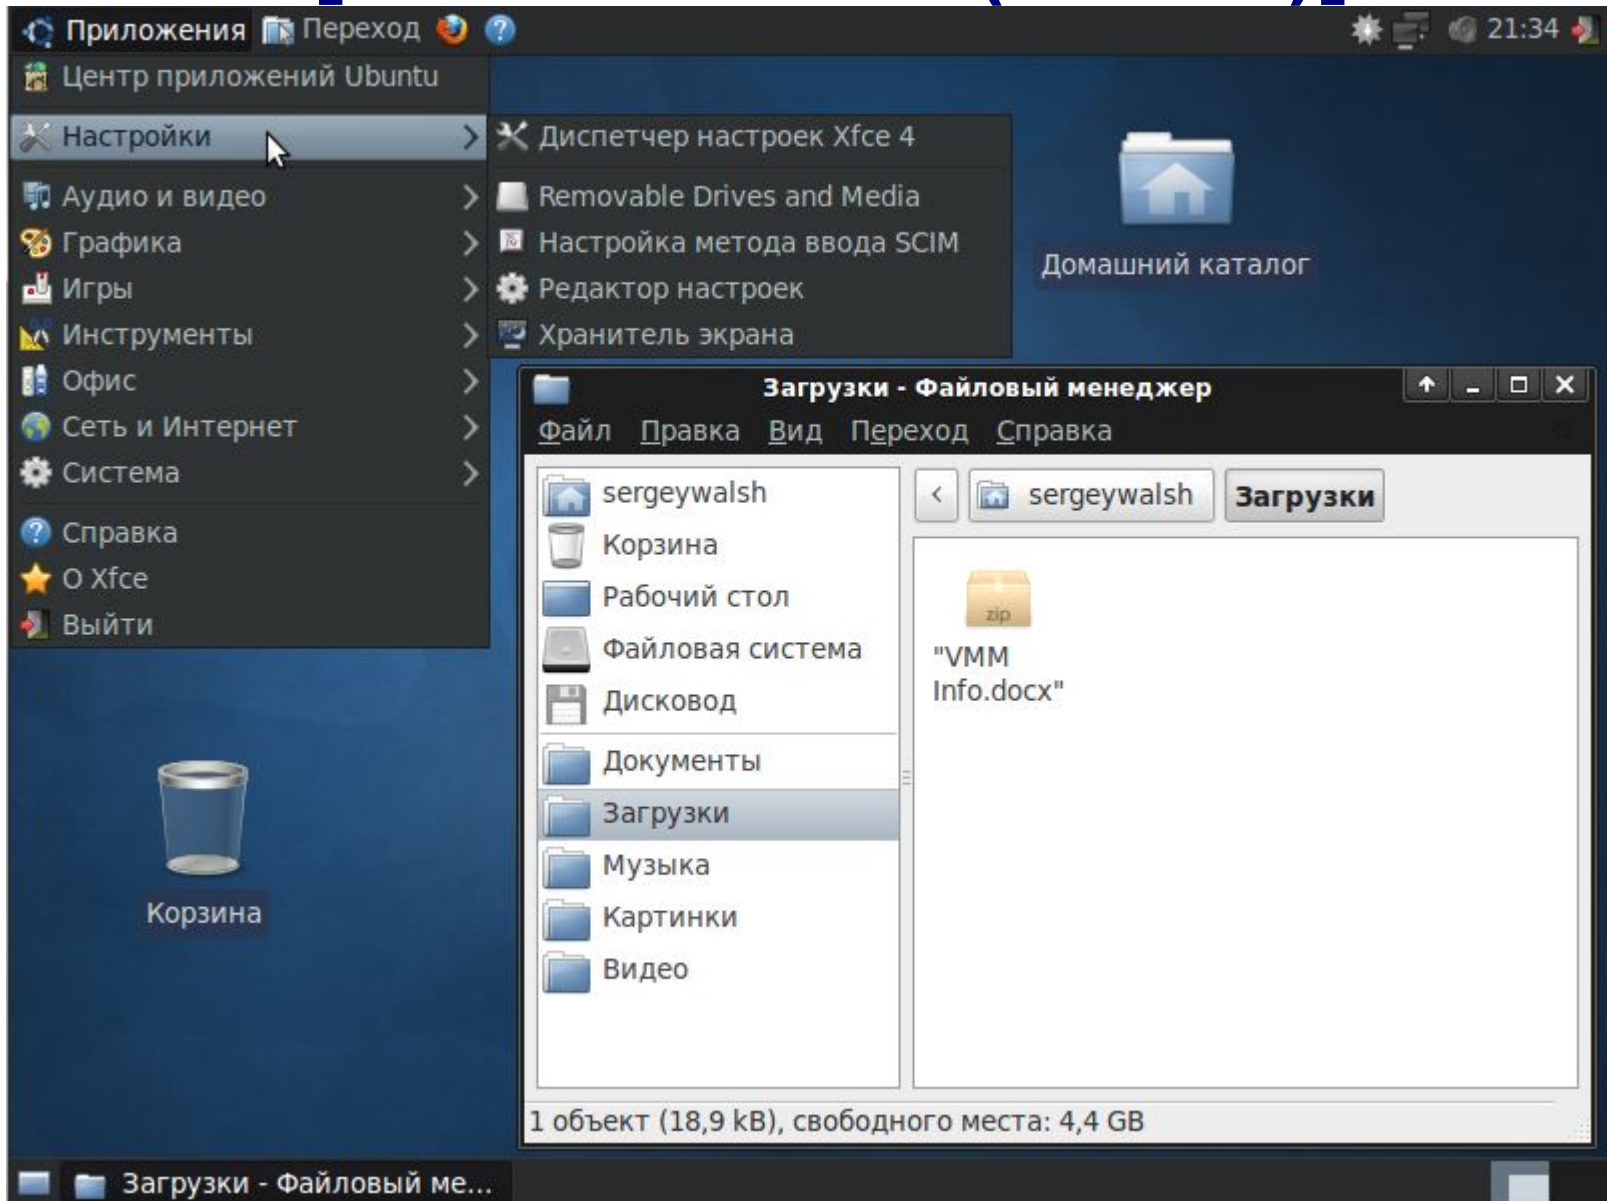 Приложения Переход 21:34
Центр приложений Ubuntu
Настройки
Аудио и видео
Графика
Игры
Инструменты
Офис
Сеть и Интернет
Система
Справка
О Xfce
Выйти
Диспетчер настроек Xfce 4
Removable Drives and Media
Настройка метода ввода SCIM
Редактор настроек
Хранитель экрана
Домашний каталог
Корзина
Загрузки - Файловый менеджер
Файл Правка Вид Переход Справка
sergeywalsh
Корзина
Рабочий стол
Файловая система
Дисковод
Документы
Загрузки
Музыка
Картинки
Видео
sergeywalsh Загрузки
zip
"VMM
Info.docx"
1 объект (18,9 kB), свободного места: 4,4 GB
Загрузки - Файловый ме...